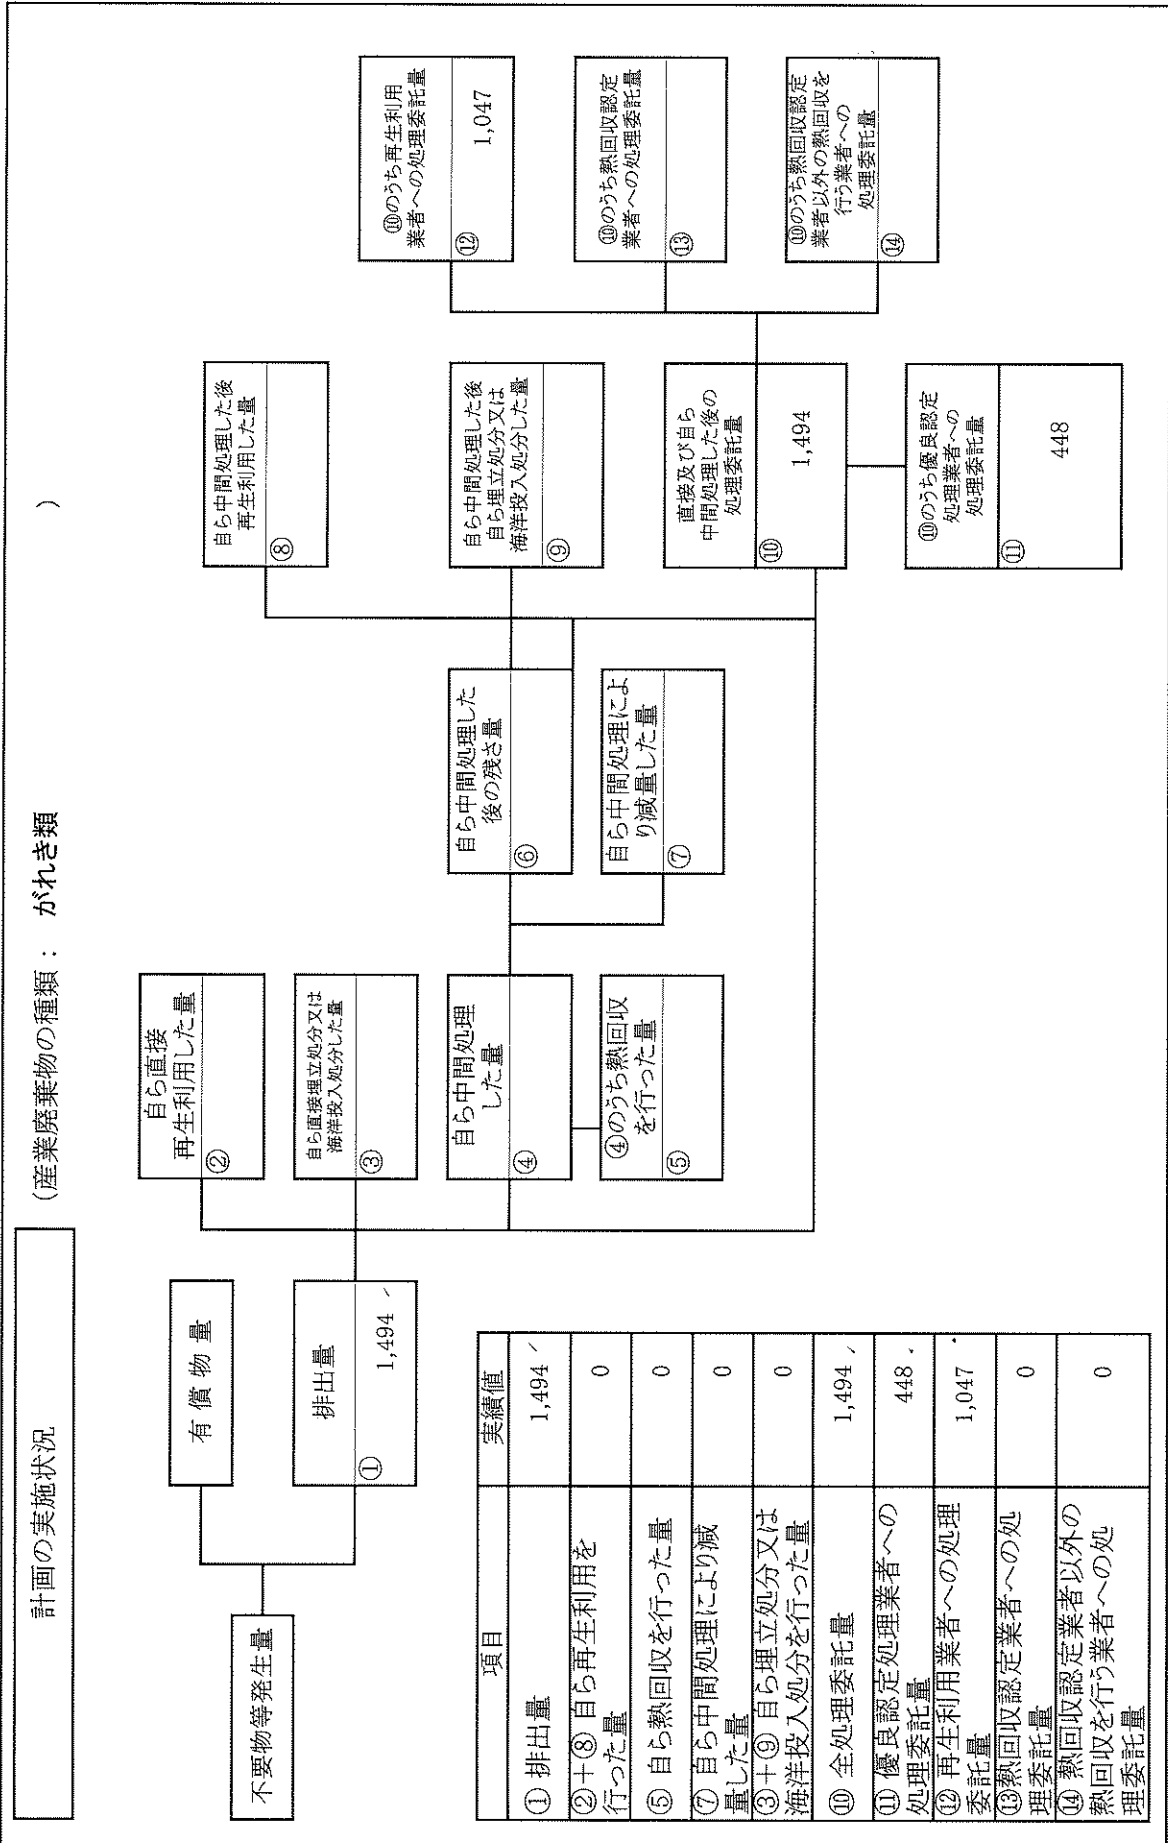 計画の実施状況
(産業廃棄物の種類： がれき類 )
不要物等発生量
有 償 物 量
排出量
①
1,494
自ら直接
再生利用した量
②
自ら直接埋立処分又は
海洋投入処分した量
③
自ら中間処理
した量
④
④のうち熱回収
を行った量
⑤
自ら中間処理した
後の残さ量
⑥
自ら中間処理によ
り減量した量
⑦
自ら中間処理した後
再生利用した量
⑧
自ら中間処理した後
自ら埋立処分又は
海洋投入処分した量
⑨
直接及び自ら
中間処理した後の
処理委託量
⑩
1,494
⑩のうち優良認定
処理業者への
処理委託量
⑪
448
⑩のうち再生利用
業者への処理委託量
⑫
1,047
⑩のうち熱回収認定
業者への処理委託量
⑬
⑩のうち熱回収認定
業者以外の熱回収を
行う業者への
処理委託量
⑭
項目 実績値
① 排出量 1,494
②＋⑧ 自ら再生利用を
行った量 0
⑤ 自ら熱回収を行った量 0
⑦ 自ら中間処理により減
量した量 0
③＋⑨ 自ら埋立処分又は
海洋投入処分を行った量 0
⑩ 全処理委託量 1,494
⑪ 優良認定処理業者への
処理委託量 448
⑫ 再生利用業者への処理
委託量 1,047
⑬熱回収認定業者への処
理委託量 0
⑭ 熱回収認定業者以外の
熱回収を行う業者への処
理委託量 0